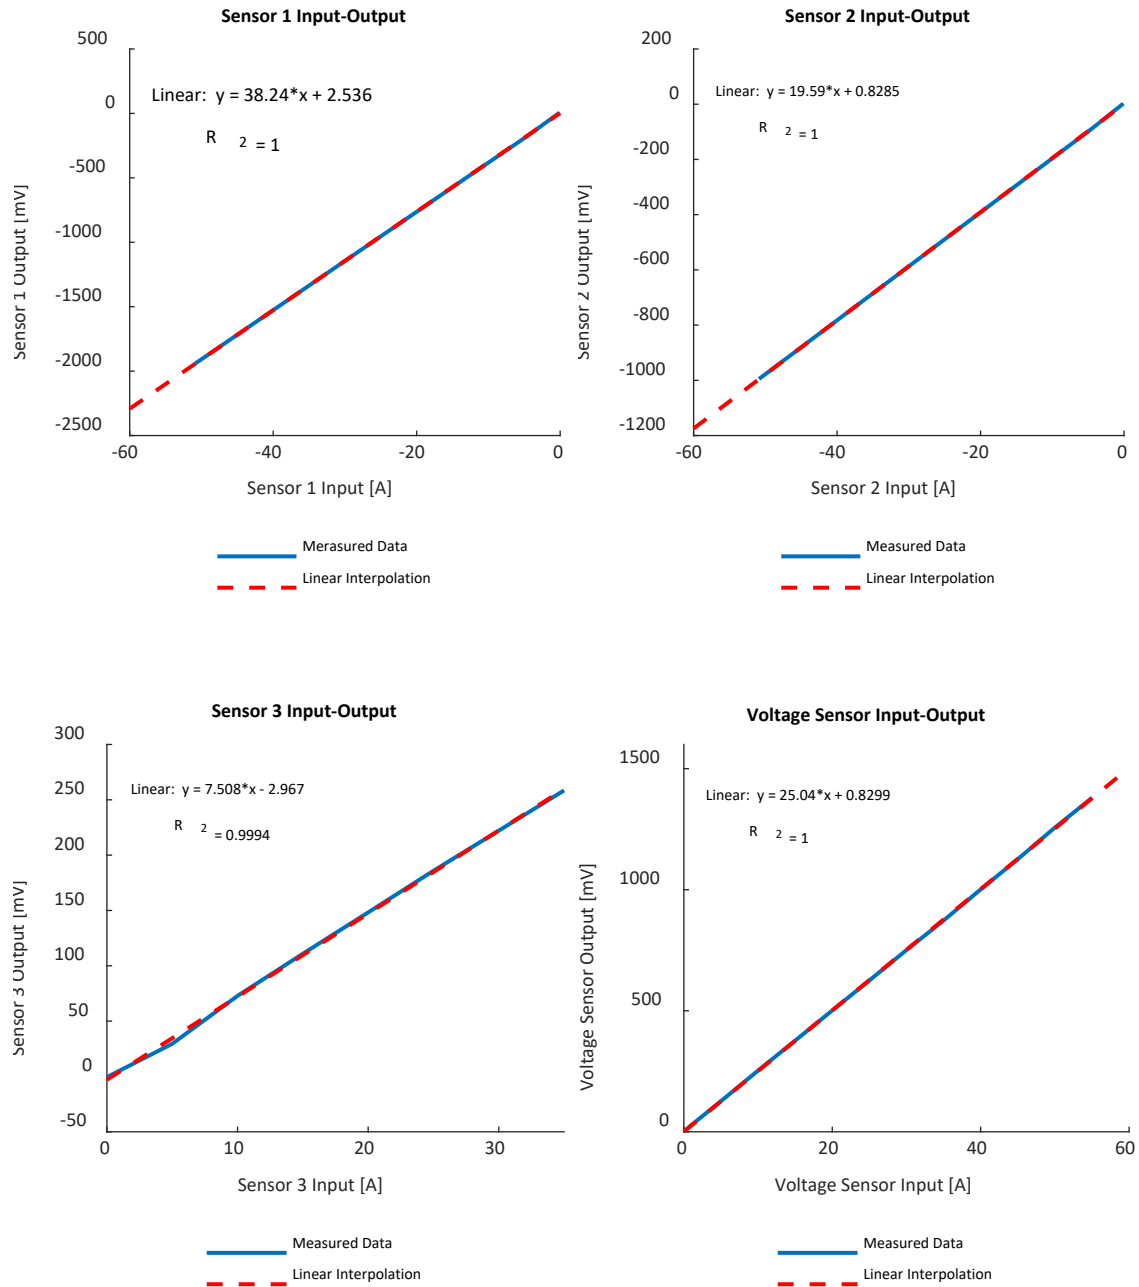 Sensor 1 Input-Output
500
0
-500
-1000
-1500
-2000
-2500
Linear: y = 38.24*x + 2.536
R 2 = 1
Sensor 1 Output [mV]
-60 -40 -20 0
Sensor 1 Input [A]
Merasured Data
Linear Interpolation
Sensor 2 Input-Output
200
0
-200
-400
-600
-800
-1000
-1200
Linear: y = 19.59*x + 0.8285
R 2 = 1
Sensor 2 Output [mV]
-60 -40 -20 0
Sensor 2 Input [A]
Measured Data
Linear Interpolation
Sensor 3 Input-Output
300
250
200
150
100
50
0
-50
Linear: y = 7.508*x - 2.967
R 2 = 0.9994
Sensor 3 Output [mV]
0 10 20 30
Sensor 3 Input [A]
Measured Data
Linear Interpolation
Voltage Sensor Input-Output
1500
1000
500
0
Linear: y = 25.04*x + 0.8299
R 2 = 1
Voltage Sensor Output [mV]
0 20 40 60
Voltage Sensor Input [A]
Measured Data
Linear Interpolation